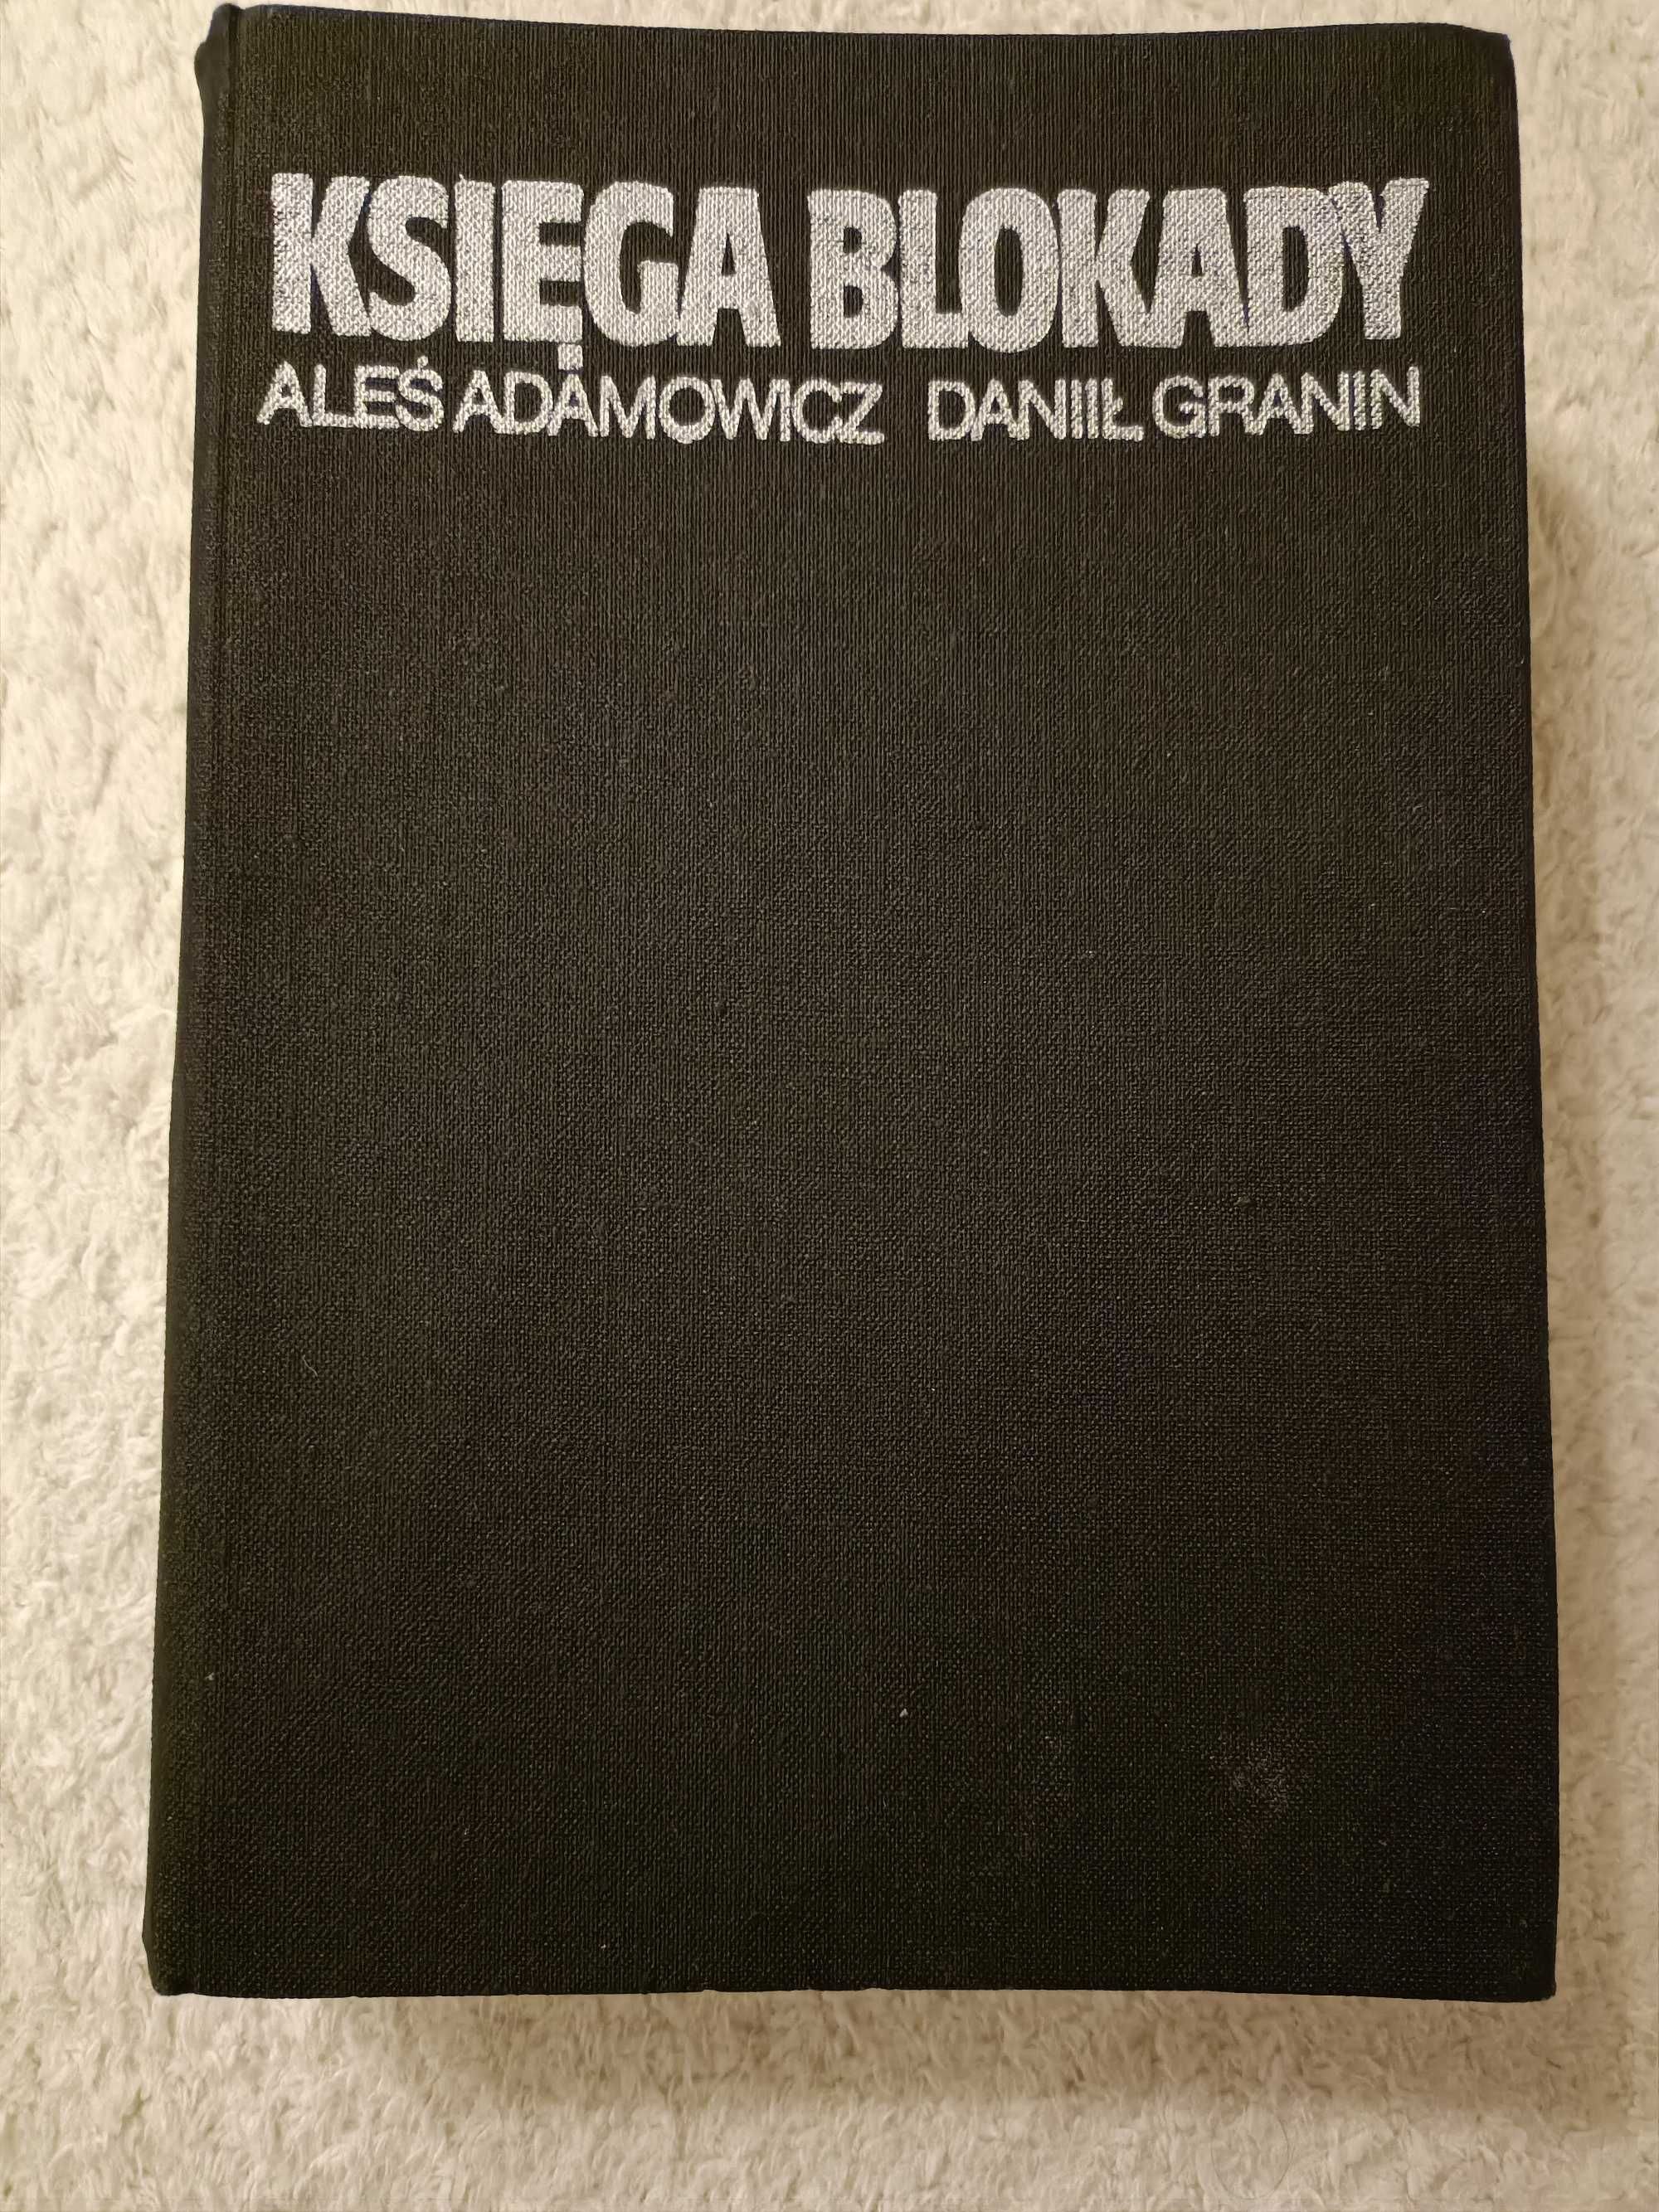 KSIĘGA BLOKADY
ALEŚ ADAMOWICZ DANIIŁ GRANIN